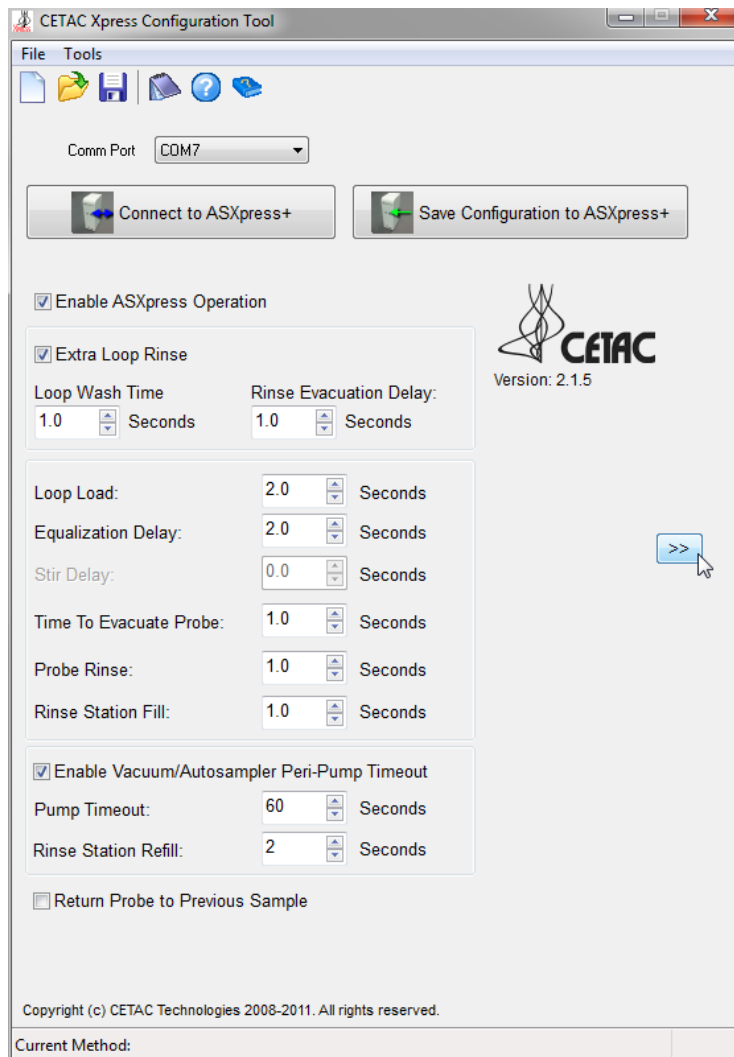 CETAC Xpress Configuration Tool
File Tools
Comm Port COM7
Connect to ASXpress+ Save Configuration to ASXpress+
Enable ASXpress Operation
CETAC
Version: 2.1.5
Extra Loop Rinse
Loop Wash Time Rinse Evacuation Delay:
1.0 Seconds 1.0 Seconds
Loop Load: 2.0 Seconds
Equalization Delay: 2.0 Seconds
>>
Stir Delay: 0.0 Seconds
Time To Evacuate Probe: 1.0 Seconds
Probe Rinse: 1.0 Seconds
Rinse Station Fill: 1.0 Seconds
Enable Vacuum/Autosampler Peri-Pump Timeout
Pump Timeout: 60 Seconds
Rinse Station Refill: 2 Seconds
Return Probe to Previous Sample
Copyright (c) CETAC Technologies 2008-2011. All rights reserved.
Current Method: